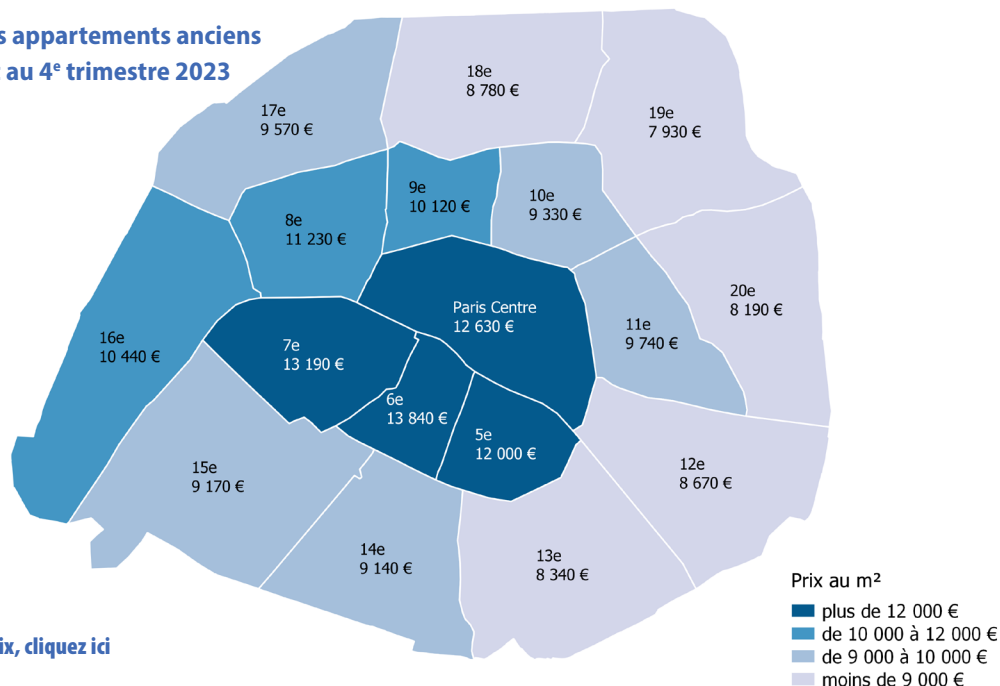 s appartements anciens
au 4e trimestre 2023
18e
8 780 €
17e
9 570 €
19e
7 930 €
9e
10 120 €
10e
9 330 €
8e
11 230 €
20e
8 190 €
Paris Centre
12 630 €
11e
9 740 €
16e
10 440 €
7e
13 190 €
6e
13 840 €
5e
12 000 €
12e
8 670 €
15e
9 170 €
14e
9 140 €
13e
8 340 €
Prix au m²
plus de 12 000 €
de 10 000 à 12 000 €
de 9 000 à 10 000 €
moins de 9 000 €
ix, cliquez ici